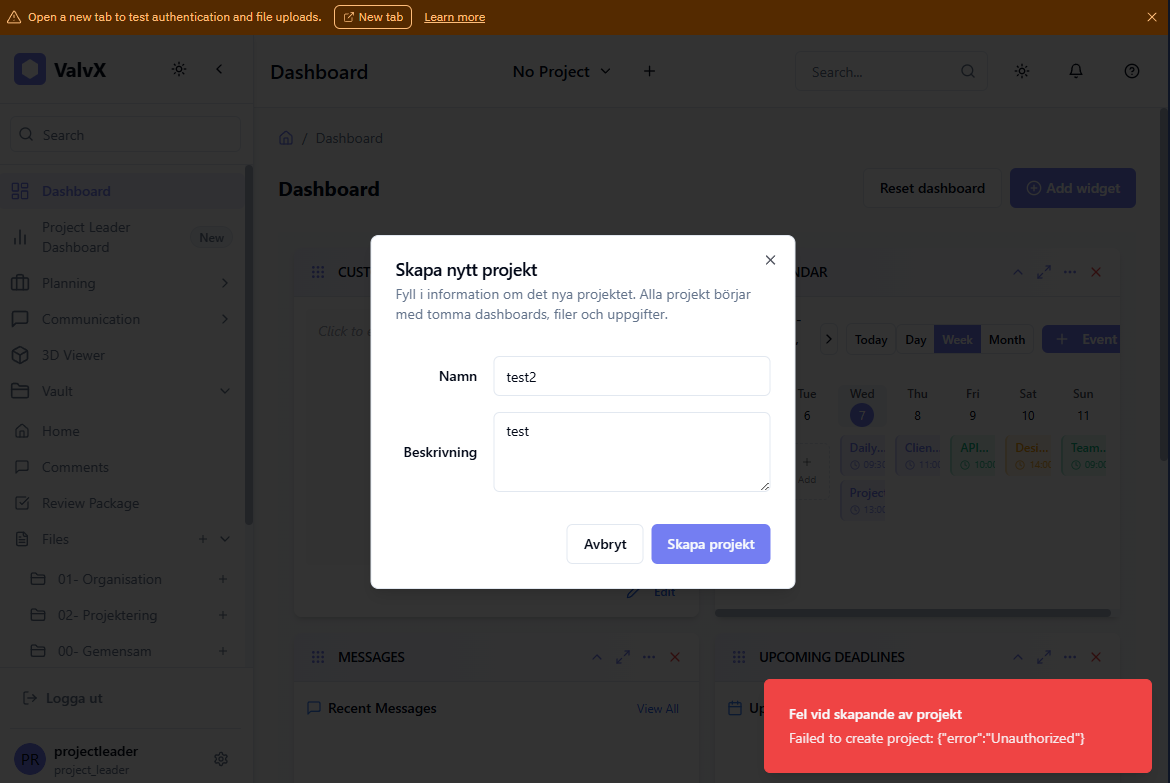 Open a new tab to test authentication and file uploads. New tab Learn more
ValvX
Dashboard No Project Search...
Search
Dashboard
Dashboard
Project Leader
Dashboard
New
Planning
Communication
3D Viewer
Vault
Home
Comments
Review Package
Files
01- Organisation
02- Projektering
00- Gemensam
Logga ut
PR
projectleader
project_leader
Dashboard
Reset dashboard Add widget
CUST
Click to
Edit
NDAR
Today Day Week Month Event
Tue Wed Thu Fri Sat Sun
6 7 8 9 10 11
Daily... Clien... API... Desi... Team...
09:30 11:00 10:00 14:00 09:00
Add
Project
13:00
Skapa nytt projekt
Fyll i information om det nya projektet. Alla projekt börjar
med tomma dashboards, filer och uppgifter.
Namn test2
Beskrivning test
Avbryt Skapa projekt
MESSAGES
Recent Messages View All
UPCOMING DEADLINES
Up
Fel vid skapande av projekt
Failed to create project: {"error":"Unauthorized"}